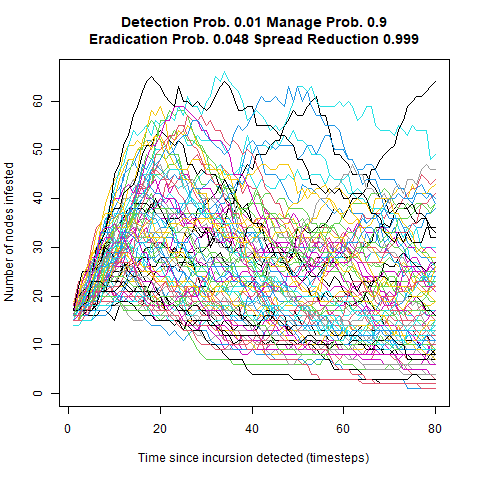 Detection Prob. 0.01 Manage Prob. 0.9
Eradication Prob. 0.048 Spread Reduction 0.999
Number of nodes infested
60
50
40
30
20
10
0
0 20 40 60 80
Time since incursion detected (timesteps)